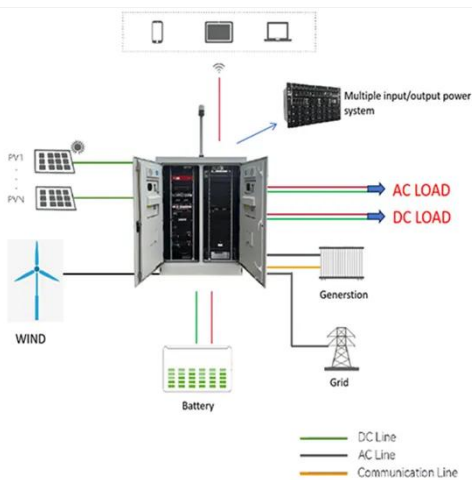 Multiple input/output power
system
PV1
PVN
AC LOAD
DC LOAD
WIND
Generstion
Grid
Battery
DC Line
AC Line
Communication Line